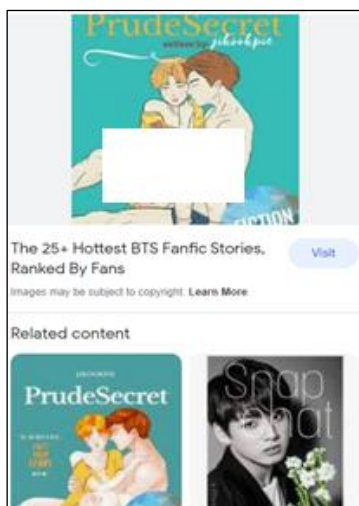 PrudeSecret
written by: jikookpie
FICTION
The 25+ Hottest BTS Fanfic Stories,
Ranked By Fans
Visit
Images may be subject to copyright. Learn More
Related content
PrudeSecret
Snap
chat